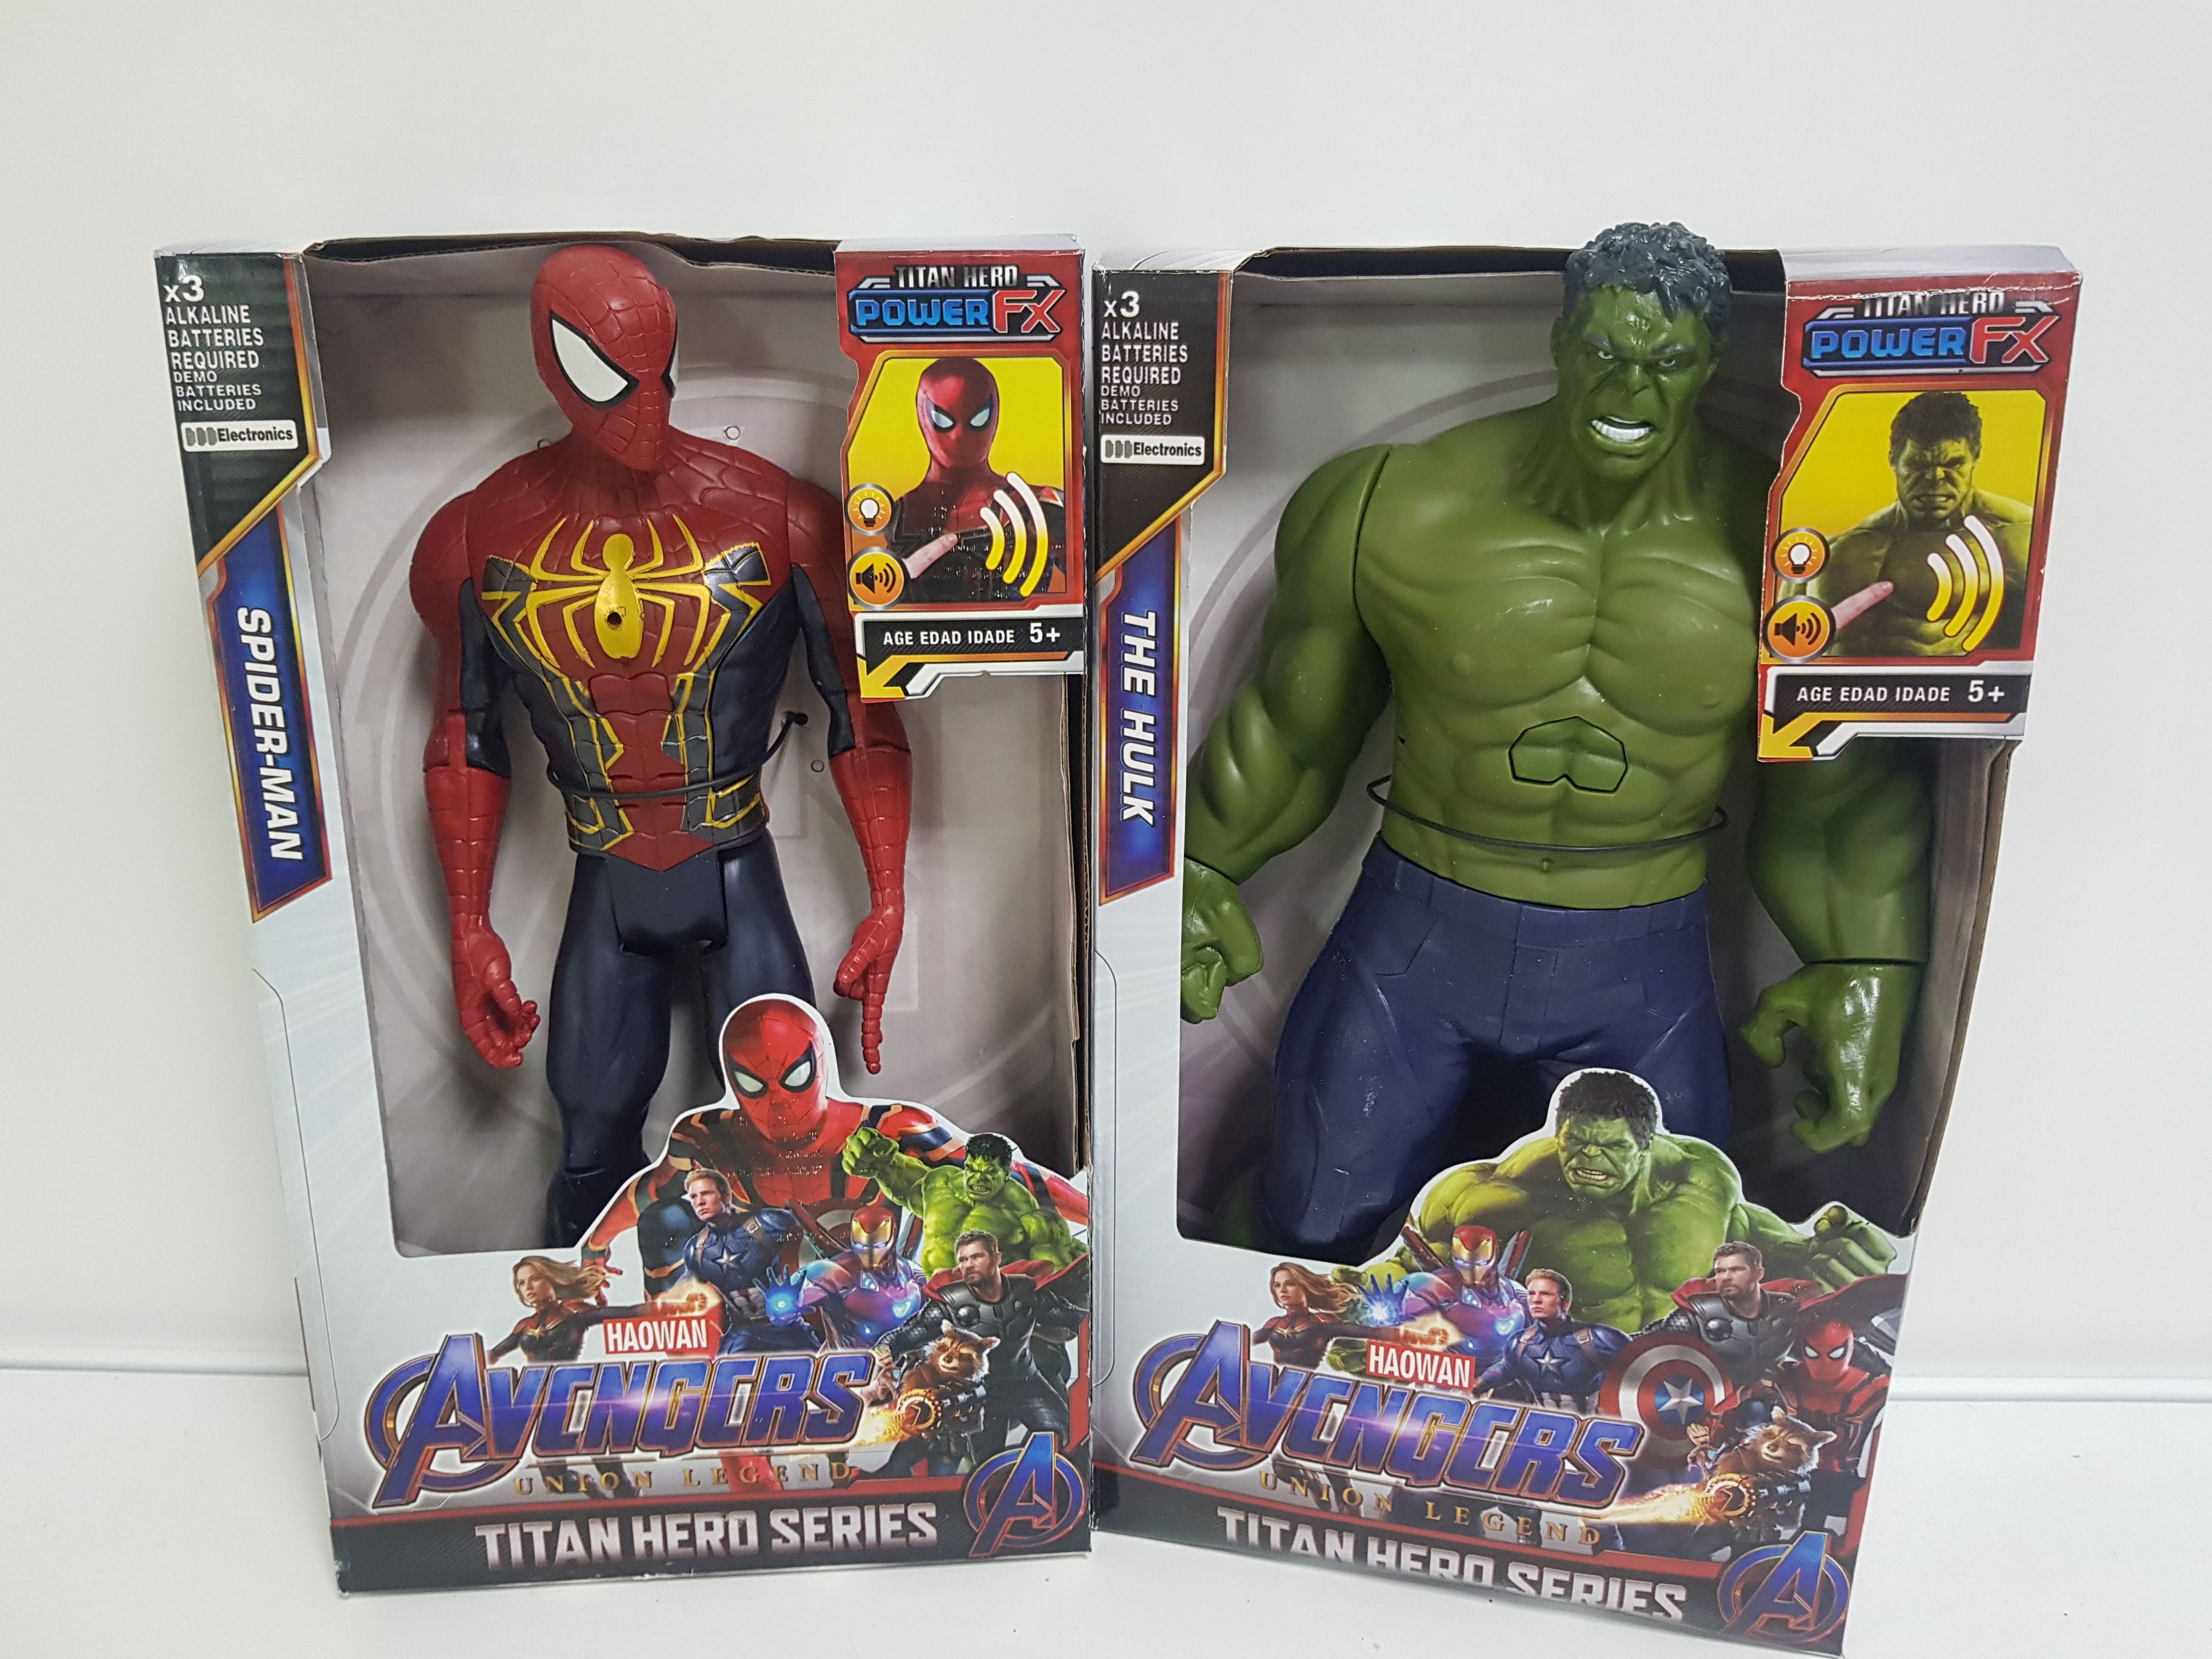 x3
ALKALINE
BATTERIES
REQUIRED
DEMO
BATTERIES
INCLUDED
Electronics
SPIDER-MAN
TITAN HERO
POWER FX
AGE EDAD IDADE 5+
HAOWAN
AVENGERS
UNION LEGEND
TITAN HERO SERIES
x3
ALKALINE
BATTERIES
REQUIRED
DEMO
BATTERIES
INCLUDED
Electronics
THE HULK
TITAN HERO
POWER FX
AGE EDAD IDADE 5+
HAOWAN
AVENGERS
UNION LEGEND
TITAN HERO SERIES